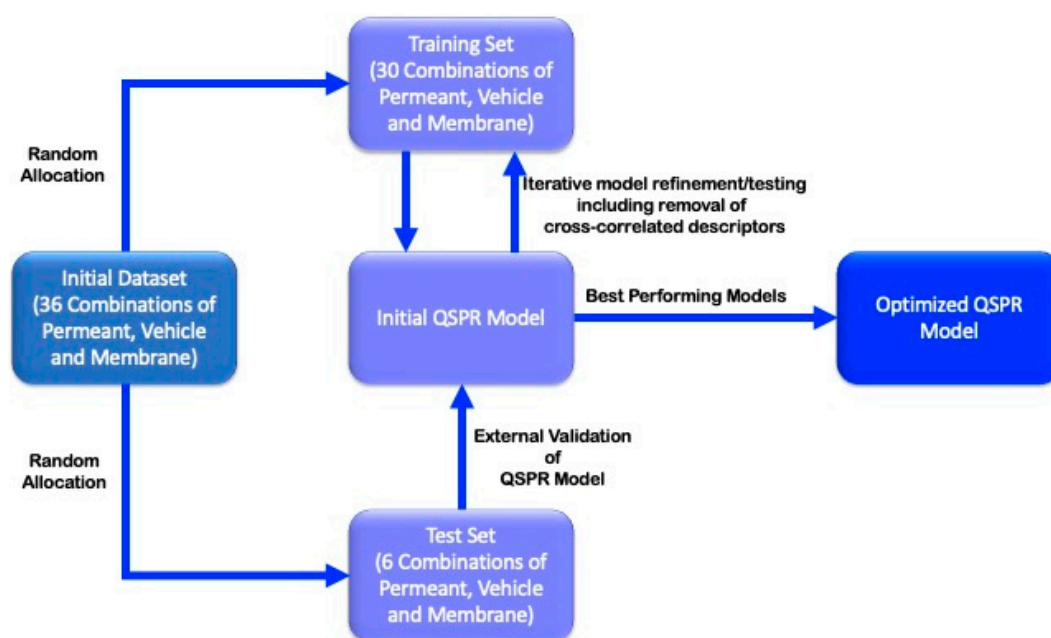 Training Set
(30 Combinations of
Permeant, Vehicle
and Membrane)
Random
Allocation
Iterative model refinement/testing
including removal of
cross-correlated descriptors
Initial Dataset
(36 Combinations of
Permeant, Vehicle
and Membrane)
Initial QSPR Model
Best Performing Models
Optimized QSPR
Model
Random
Allocation
External Validation
of
QSPR Model
Test Set
(6 Combinations of
Permeant, Vehicle
and Membrane)